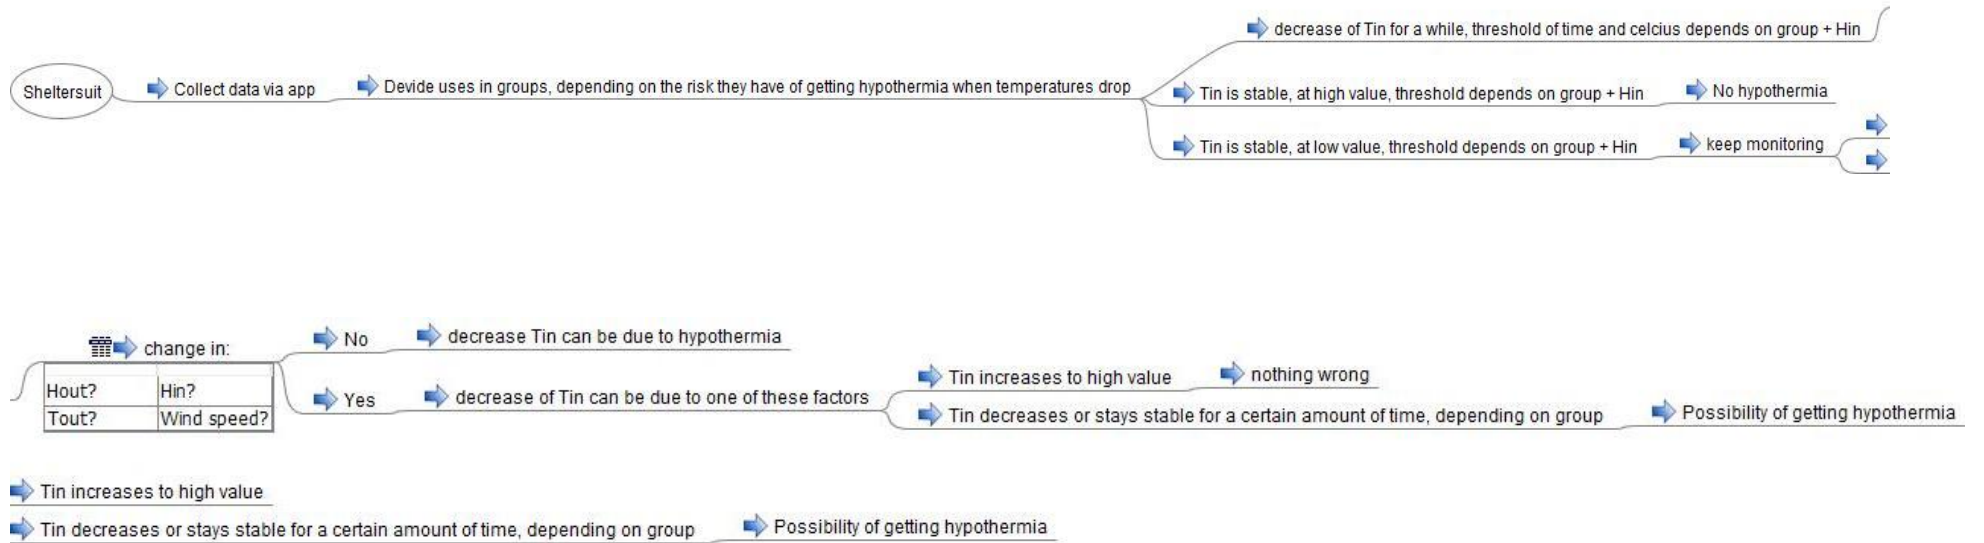 decrease of Tin for a while, threshold of time and celcius depends on group + Hin
Sheltersuit
Collect data via app
Devide uses in groups, depending on the risk they have of getting hypothermia when temperatures drop
Tin is stable, at high value, threshold depends on group + Hin
No hypothermia
Tin is stable, at low value, threshold depends on group + Hin
keep monitoring
change in:
Hout? Hin?
Tout? Wind speed?
No
decrease Tin can be due to hypothermia
Yes
decrease of Tin can be due to one of these factors
Tin increases to high value
nothing wrong
Tin decreases or stays stable for a certain amount of time, depending on group
Possibility of getting hypothermia
Tin increases to high value
Tin decreases or stays stable for a certain amount of time, depending on group
Possibility of getting hypothermia